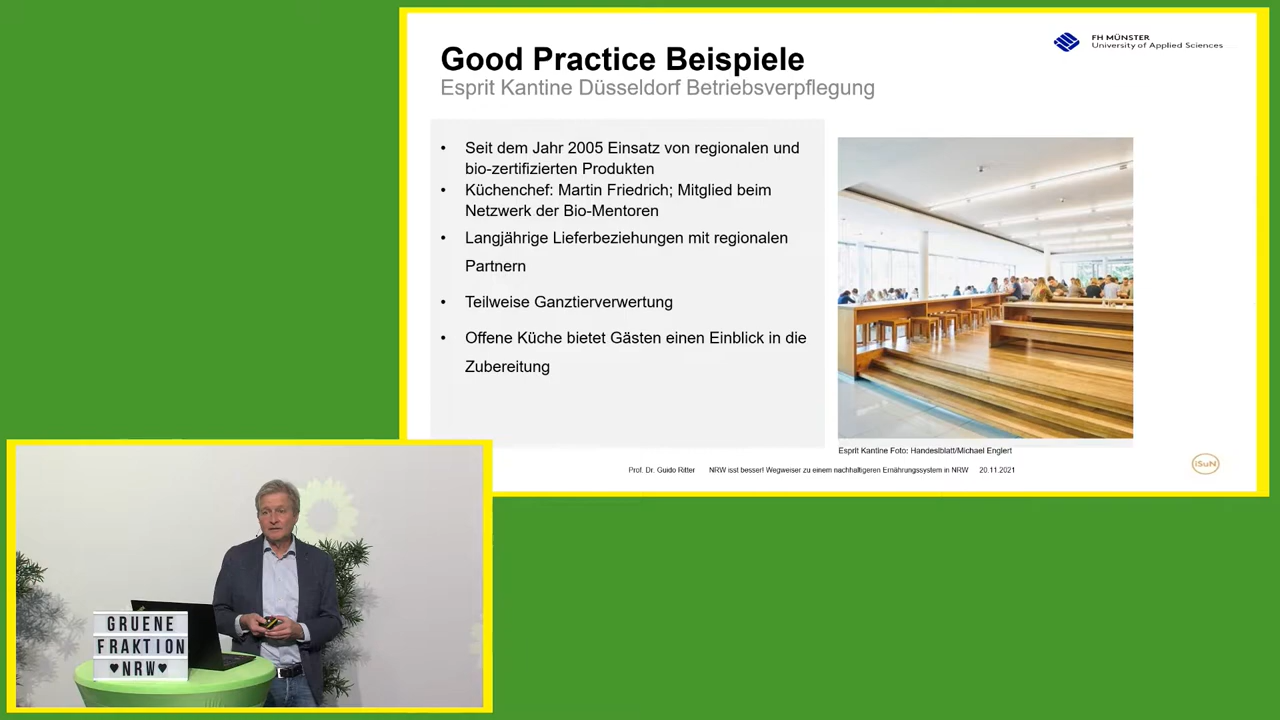 FH MÜNSTER
University of Applied Sciences
Good Practice Beispiele
Esprit Kantine Düsseldorf Betriebsverpflegung
• Seit dem Jahr 2005 Einsatz von regionalen und
bio-zertifizierten Produkten
• Küchenchef: Martin Friedrich; Mitglied beim
Netzwerk der Bio-Mentoren
• Langjährige Lieferbeziehungen mit regionalen
Partnern
• Teilweise Ganztierverwertung
• Offene Küche bietet Gästen einen Einblick in die
Zubereitung
Esprit Kantine Foto: Handeslblatt/Michael Englert
Prof. Dr. Guido Ritter NRW isst besser! Wegweiser zu einem nachhaltigeren Ernährungssystem in NRW 20.11.2021
iSuN
GRUENE
FRAKTION
♥NRW♥